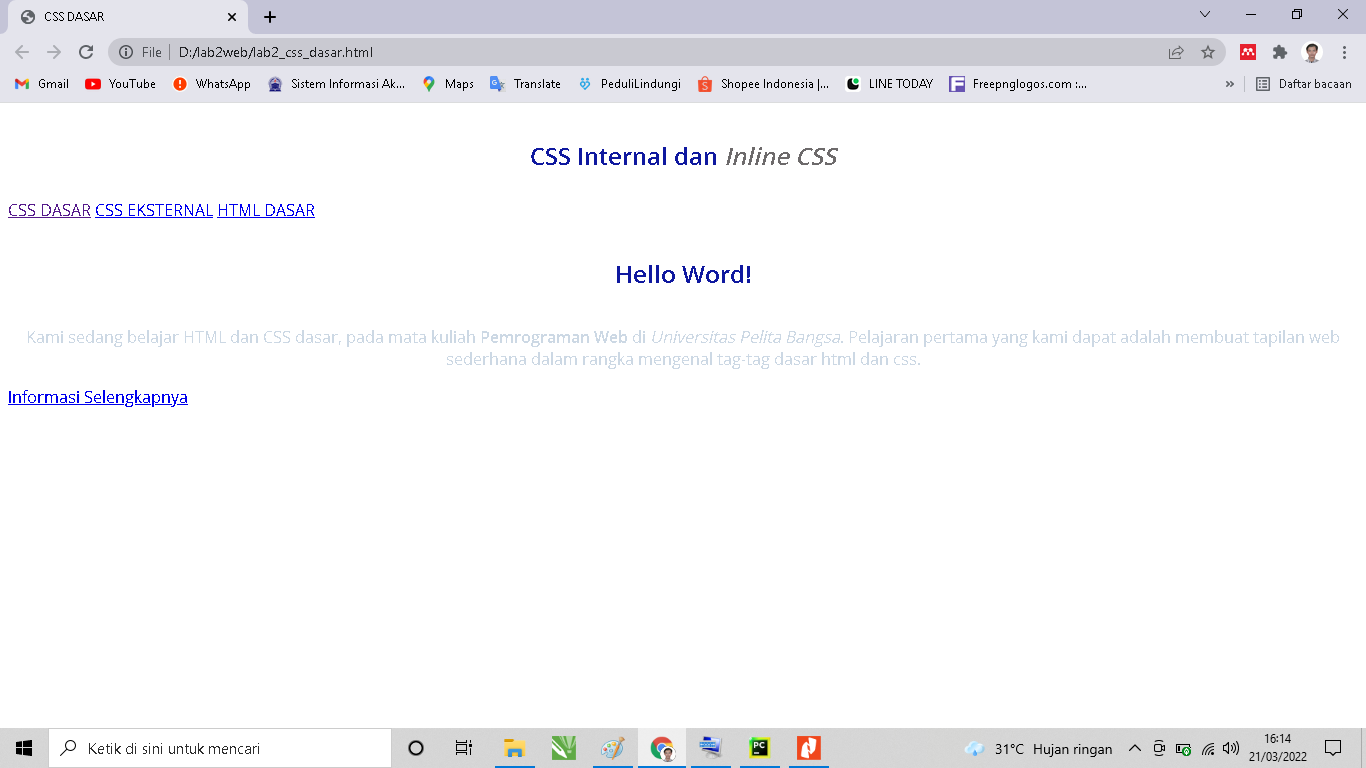 CSS DASAR
File | D:/lab2web/lab2_css_dasar.html
Gmail YouTube WhatsApp Sistem Informasi Ak... Maps Translate PeduliLindungi Shopee Indonesia |... LINE TODAY Freepnglogos.com :... » Daftar bacaan
CSS Internal dan Inline CSS
CSS DASAR CSS EKSTERNAL HTML DASAR
Hello Word!
Kami sedang belajar HTML dan CSS dasar, pada mata kuliah Pemrograman Web di Universitas Pelita Bangsa. Pelajaran pertama yang kami dapat adalah membuat tapilan web
sederhana dalam rangka mengenal tag-tag dasar html dan css.
Informasi Selengkapnya
Ketik di sini untuk mencari PC 31°C Hujan ringan 16:14
21/03/2022